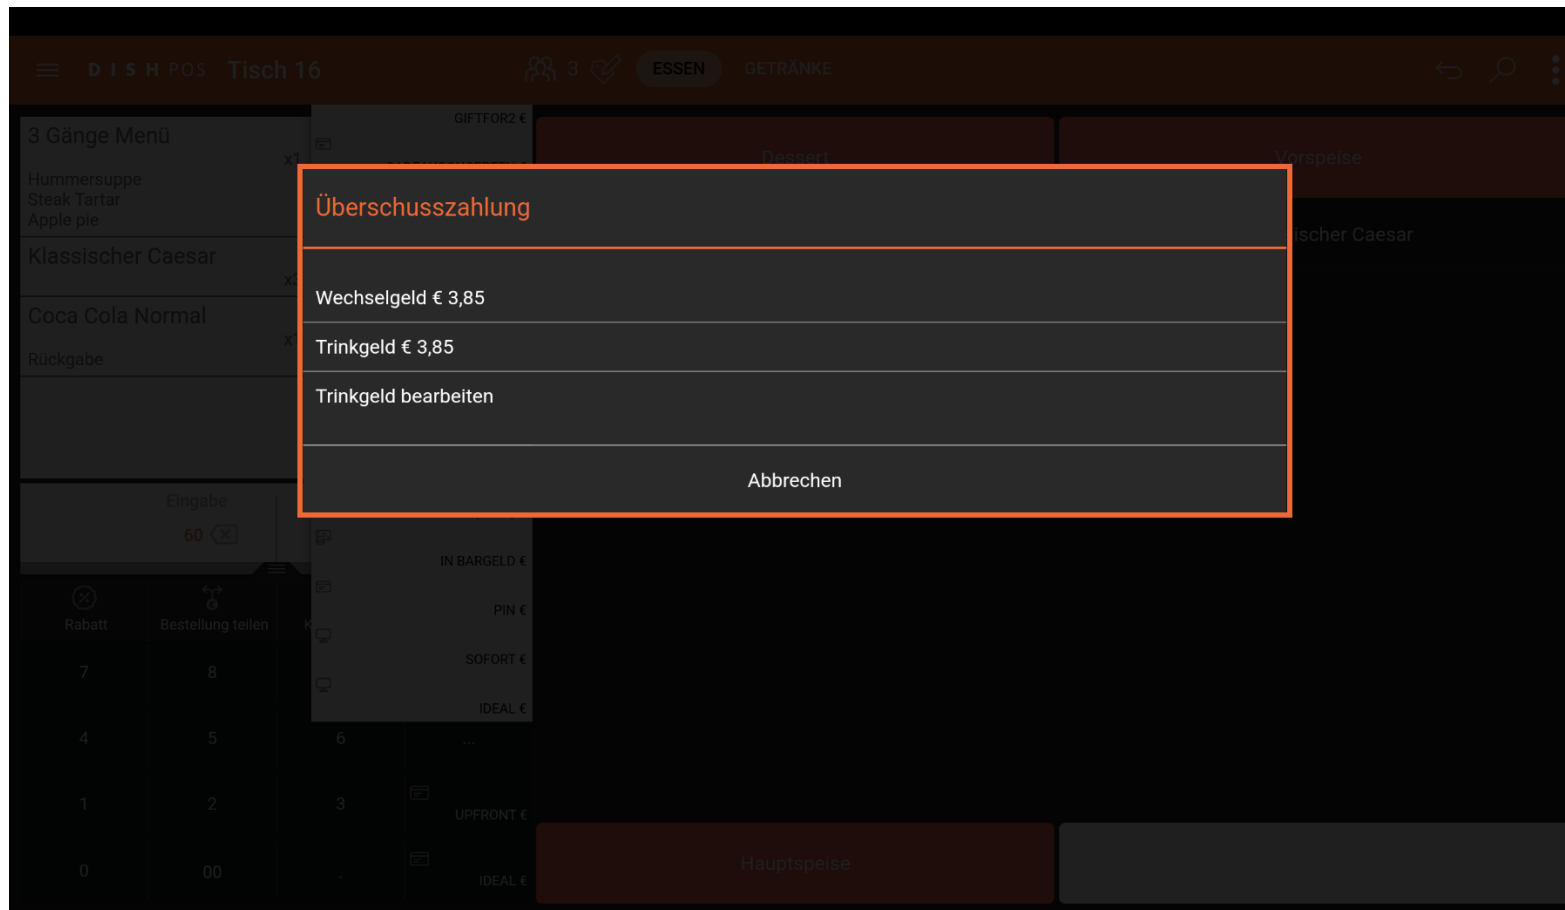 DISH POS Tisch 16
3
ESSEN
GETRÄNKE
3 Gänge Menü
x1
Hummersuppe
Steak Tartar
Apple pie
Klassischer Caesar
Coca Cola Normal
Rückgabe
GIFTFOR2 €
Dessert
Vorspeise
ischer Caesar
Überschusszahlung
Wechselgeld € 3,85
Trinkgeld € 3,85
Trinkgeld bearbeiten
Abbrechen
Eingabe
60
IN BARGELD €
PIN €
SOFORT €
IDEAL €
Rabatt
Bestellung teilen
K
7
8
4
5
6
...
1
2
3
UPFRONT €
0
00
.
IDEAL €
Hauptspeise